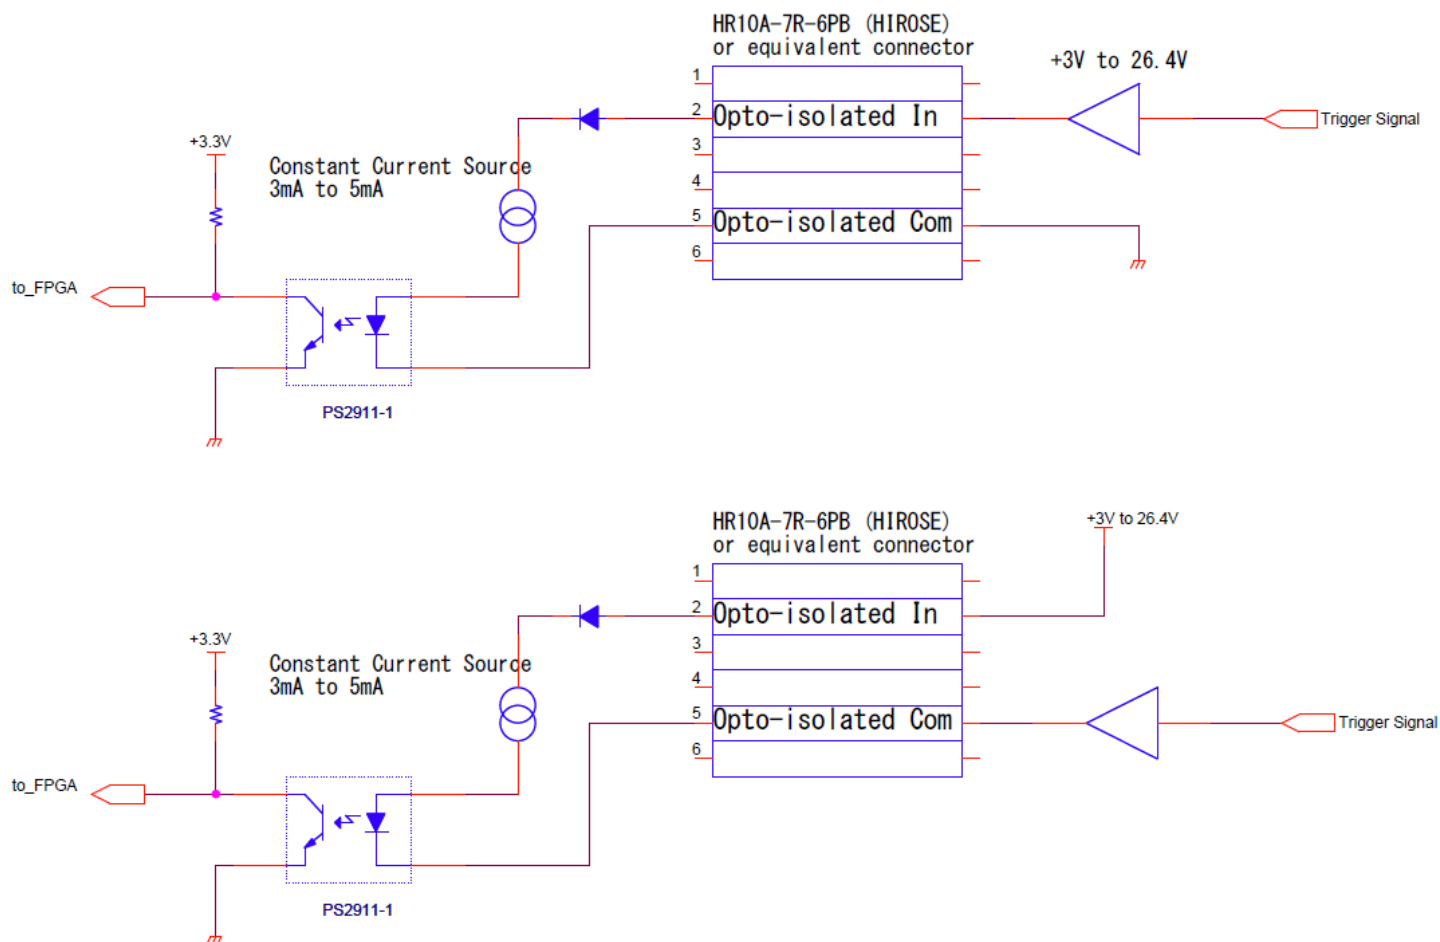 HR10A-7R-6PB (HIROSE)
or equivalent connector
+3V to 26.4V
1
2
Opto-isolated In
Trigger Signal
3
+3.3V
Constant Current Source
3mA to 5mA
4
5
Opto-isolated Com
6
to_FPGA
PS2911-1
HR10A-7R-6PB (HIROSE)
or equivalent connector
+3V to 26.4V
1
2
Opto-isolated In
3
+3.3V
Constant Current Source
3mA to 5mA
4
5
Opto-isolated Com
Trigger Signal
6
to_FPGA
PS2911-1